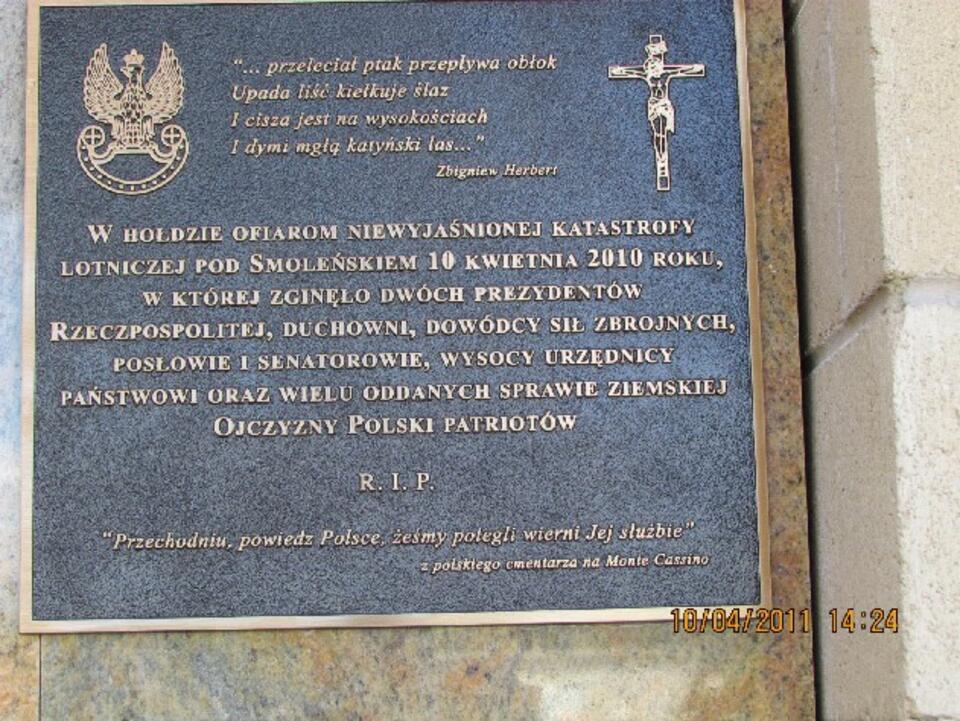 “... przeleciał ptak przepływa obłok
Upada liść kiełkuje ślaz
I cisza jest na wysokościach
I dymi mgłą katyński las...”
Zbigniew Herbert
W HOŁDZIE OFIAROM NIEWYJAŚNIONEJ KATASTROFY
LOTNICZEJ POD SMOLEŃSKIEM 10 KWIETNIA 2010 ROKU,
W KTÓREJ ZGINĘŁO DWÓCH PREZYDENTÓW
RZECZPOSPOLITEJ, DUCHOWNI, DOWÓDCY SIŁ ZBROJNYCH,
POSŁOWIE I SENATOROWIE, WYSOCY URZĘDNICY
PAŃSTWOWI ORAZ WIELU ODDANYCH SPRAWIE ZIEMSKIEJ
OJCZYZNY POLSKI PATRIOTÓW
R. I. P.
“Przechodniu, powiedz Polsce, żeśmy polegli wierni Jej służbie”
z polskiego cmentarza na Monte Cassino
10/04/2011 14:24